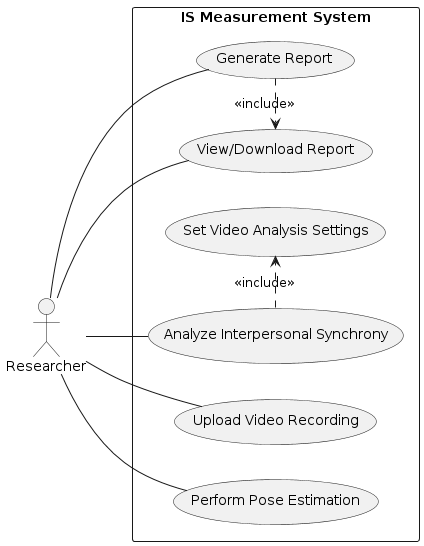 IS Measurement System
Generate Report
«include»
View/Download Report
Set Video Analysis Settings
«include»
Analyze Interpersonal Synchrony
Researcher
Upload Video Recording
Perform Pose Estimation